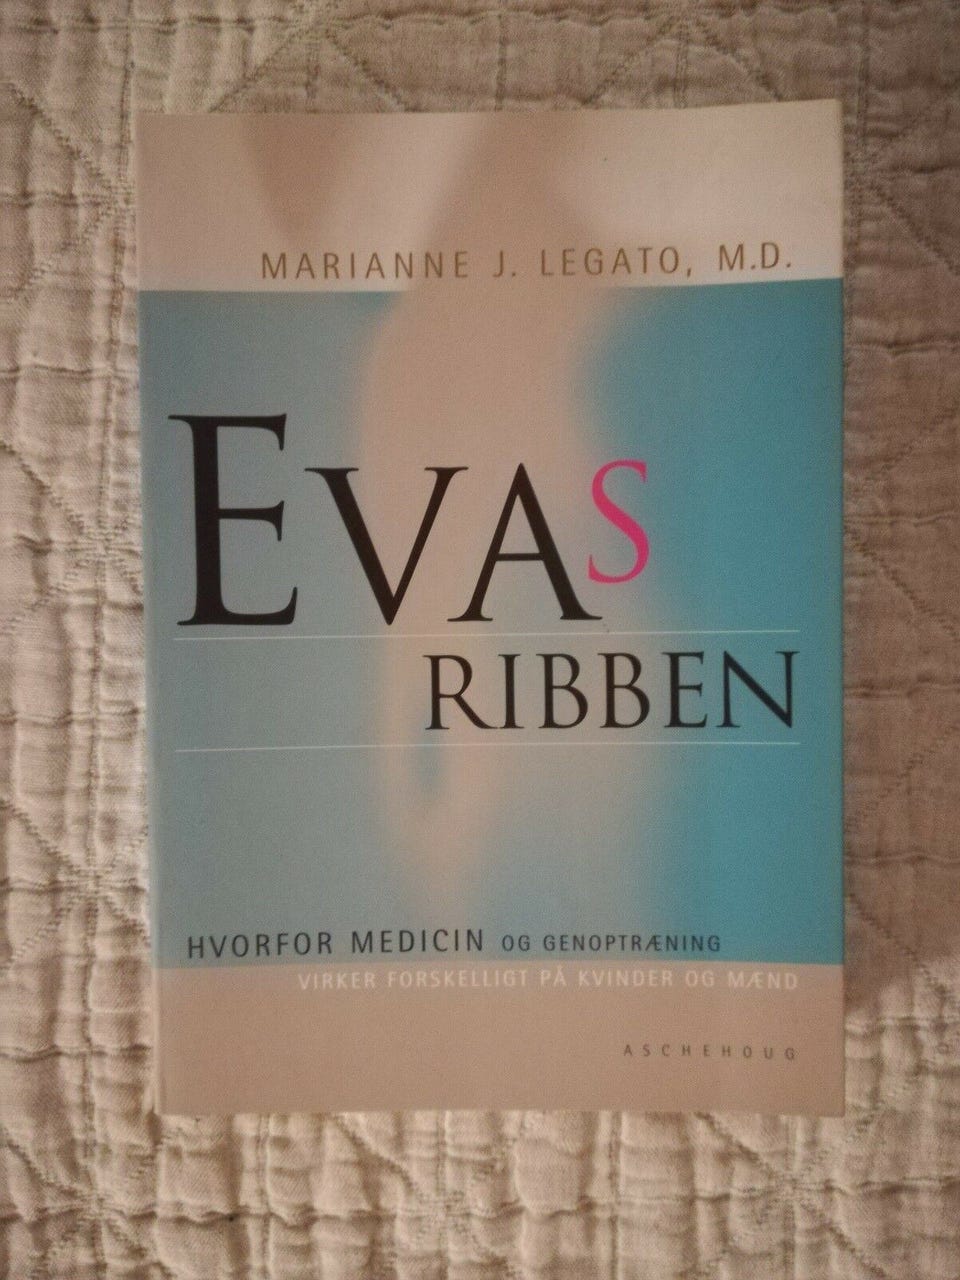 MARIANNE J. LEGATO, M.D.
EVAS
RIBBEN
HVORFOR MEDICIN OG GENOPTRÆNING
VIRKER FORSKELLIGT PÅ KVINDER OG MÆND
ASCHEHOUG